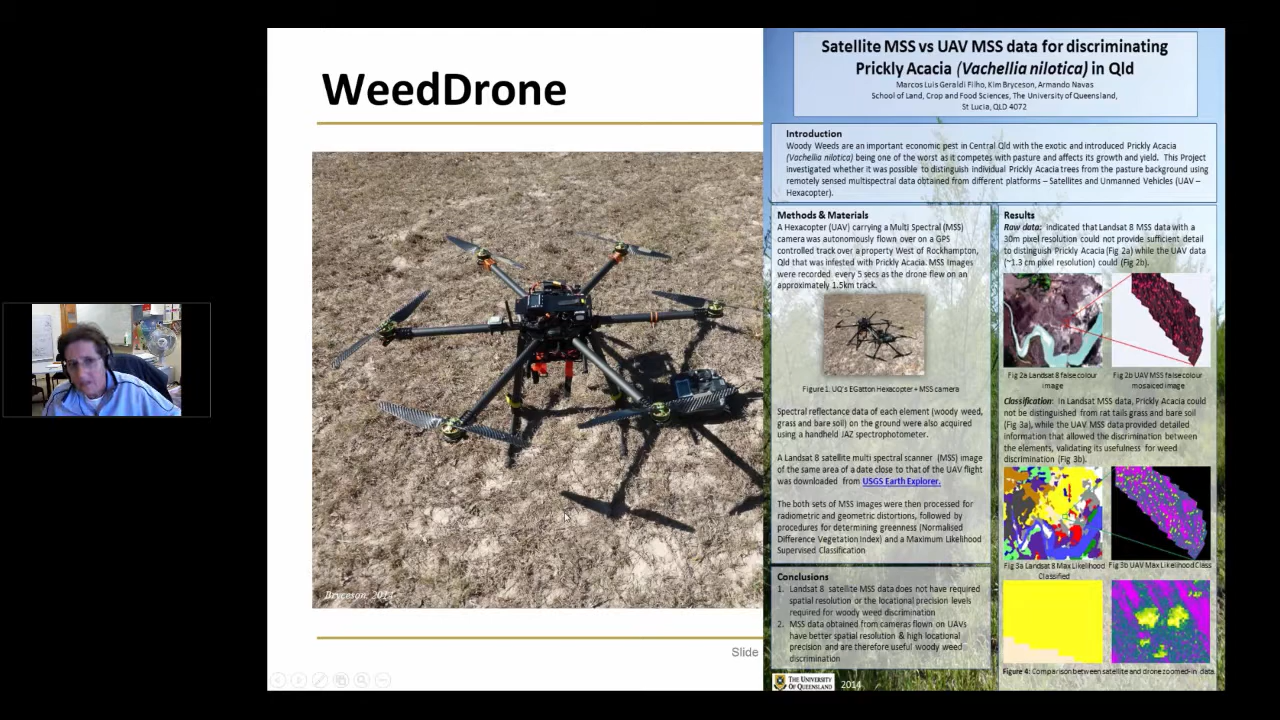 WeedDrone
Bryceson, 2014
Slide
Satellite MSS vs UAV MSS data for discriminating
Prickly Acacia (Vachellia nilotica) in Qld
Marcos Luis Geraldi Filho, Kim Bryceson, Armando Navas
School of Land, Crop and Food Sciences, The University of Queensland,
St Lucia, QLD 4072
Introduction
Woody Weeds are an important economic pest in Central Qld with the exotic and introduced Prickly Acacia
(Vachellia nilotica) being one of the worst as it competes with pasture and affects its growth and yield. This Project
investigated whether it was possible to distinguish individual Prickly Acacia trees from the pasture background using
remotely sensed multispectral data obtained from different platforms – Satellites and Unmanned Vehicles (UAV –
Hexacopter).
Methods & Materials
A Hexacopter (UAV) carrying a Multi Spectral (MSS)
camera was autonomously flown over on a GPS
controlled track over a property West of Rockhampton,
Qld that was infested with Prickly Acacia. MSS Images
were recorded every 5 secs as the drone flew on an
approximately 1.5km track.
Figure 1. UQ's EGatton Hexacopter + MSS camera
Spectral reflectance data of each element (woody weed,
grass and bare soil) on the ground were also acquired
using a handheld JAZ spectrophotometer.
A Landsat 8 satellite multi spectral scanner (MSS) image
of the same area of a date close to that of the UAV flight
was downloaded from USGS Earth Explorer.
The both sets of MSS images were then processed for
radiometric and geometric distortions, followed by
procedures for determining greenness (Normalised
Difference Vegetation Index) and a Maximum Likelihood
Supervised Classification
Conclusions
1. Landsat 8 satellite MSS data does not have required
spatial resolution or the locational precision levels
required for woody weed discrimination
2. MSS data obtained from cameras flown on UAVs
have better spatial resolution & high locational
precision and are therefore useful woody weed
discrimination
THE UNIVERSITY
OF QUEENSLAND
2014
Results
Raw data: indicated that Landsat 8 MSS data with a
30m pixel resolution could not provide sufficient detail
to distinguish Prickly Acacia (Fig 2a) while the UAV data
(~1.3 cm pixel resolution) could (Fig 2b).
Fig 2a Landsat 8 false colour
image
Fig 2b UAV MSS false colour
mosaiced image
Classification: In Landsat MSS data, Prickly Acacia could
not be distinguished from rat tails grass and bare soil
(Fig 3a), while the UAV MSS data provided detailed
information that allowed the discrimination between
the elements, validating its usefulness for weed
discrimination (Fig 3b).
Fig 3a Landsat 8 Max Likelihood
Classified
Fig 3b UAV Max Likelihood Class
Figure 4: Comparison between satellite and drone zoomed-in data.